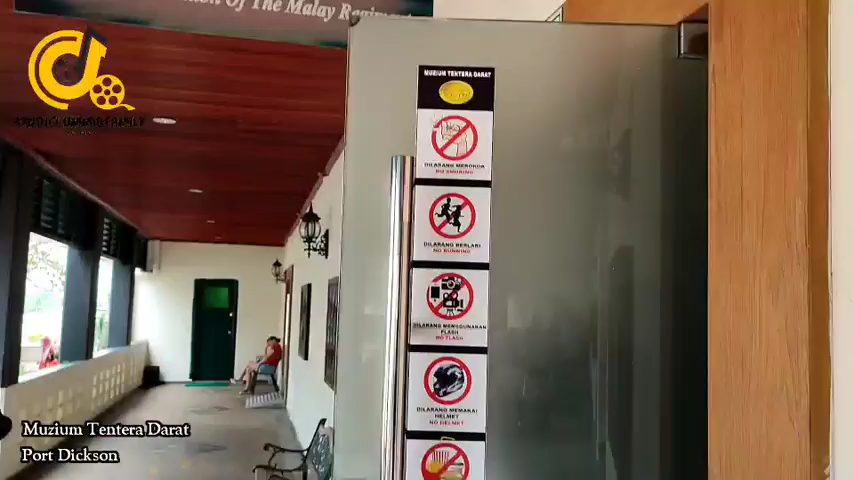 Of The Malay Regiment
MUZIUM TENTERA DARAT
DILARANG MEROKOK
NO SMOKING
DILARANG BERLARI
NO RUNNING
DILARANG MENGGUNAKAN
FLASH
NO FLASH
DILARANG MEMAKAI
HELMET
NO HELMET
Muzium Tentera Darat
Port Dickson